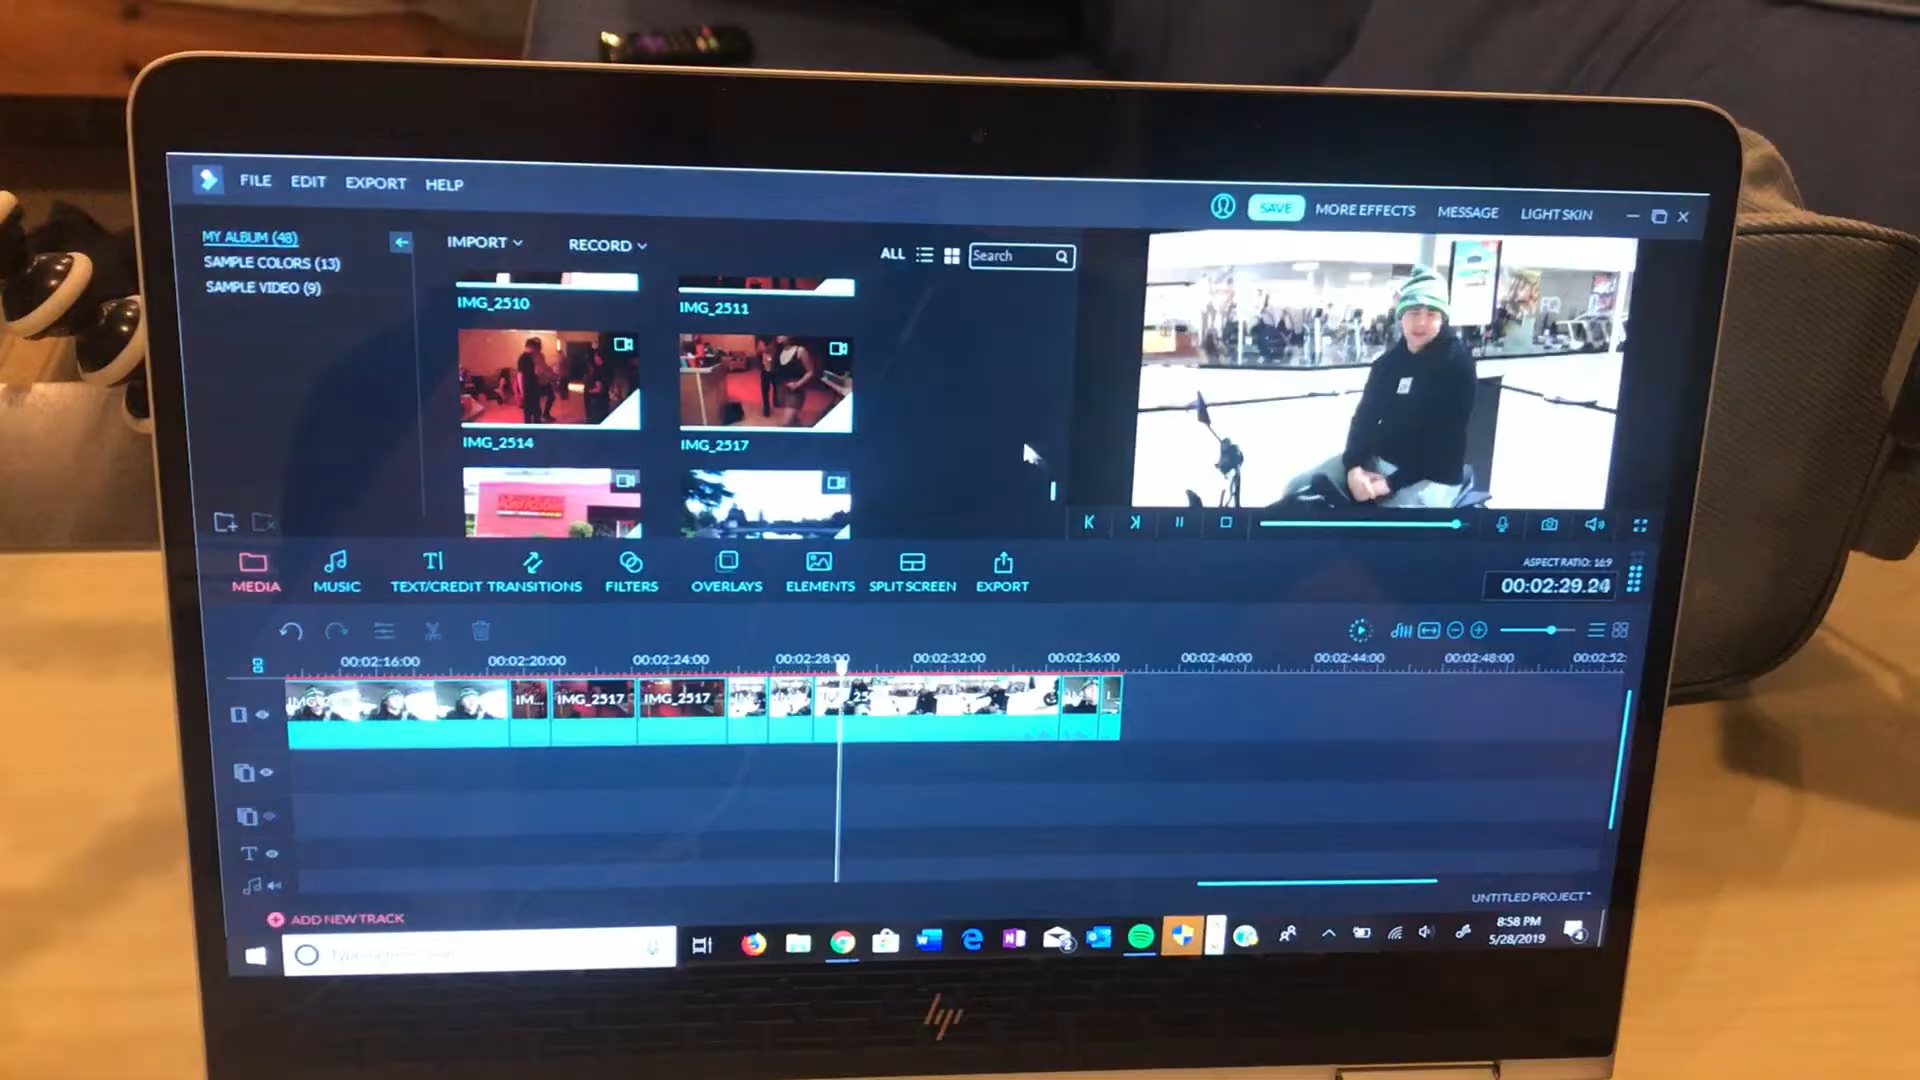 FILE EDIT EXPORT HELP
SAVE MORE EFFECTS MESSAGE LIGHT SKIN
MY ALBUM (48)
SAMPLE COLORS (13)
SAMPLE VIDEO (9)
IMPORT RECORD ALL Search
IMG_2510 IMG_2511
IMG_2514 IMG_2517
MEDIA MUSIC TEXT/CREDIT TRANSITIONS FILTERS OVERLAYS ELEMENTS SPLIT SCREEN EXPORT
ASPECT RATIO: 16:9
00:02:29.24
00:02:16:00 00:02:20:00 00:02:24:00 00:02:28:00 00:02:32:00 00:02:36:00 00:02:40:00 00:02:44:00 00:02:48:00 00:02:52:
IM... IMG_2517 IMG_2517
UNTITLED PROJECT*
ADD NEW TRACK
8:58 PM
5/28/2019
hp